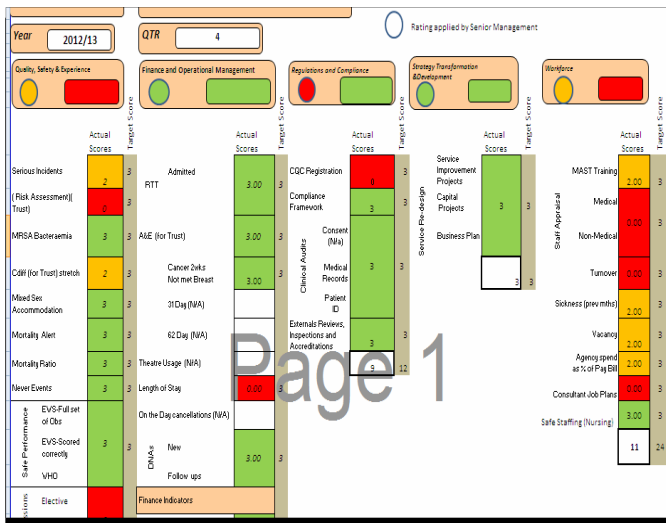 Rating applied by Senior Management
Year
2012/13
QTR
4
Quality, Safety & Experience
Finance and Operational Management
Regulations and Compliance
Strategy Transformation
&Development
Workforce
Actual
Scores
Target Score
Serious Incidents
2
3
( Risk Assessment)(
Trust)
0
3
MRSA Bacteraemia
3
3
Cdiff (for Trust) stretch
2
3
Mixed Sex
Accommodation
3
3
Mortality Alert
3
3
Mortality Ratio
3
3
Never Events
3
3
Safe Performance
EVS-Full set
of Obs
EVS-Scored
correctly
VHO
3
3
Elective
Actual
Scores
Target Score
RTT
Admitted
3.00
3
A&E (for Trust)
3.00
3
Cancer 2wks
Not met Breast
3.00
3
31Day (N/A)
62 Day (N/A)
Theatre Usage (N/A)
Length of Stay
0.00
3
On the Day cancellations (N/A)
DNAs
New
Follow ups
3.00
3
Finance Indicators
Actual
Scores
Target Score
CQC Registration
0
3
Compliance
Framework
3
3
Clinical Audits
Consent
(N/a)
Medical
Records
Patient
ID
3
3
Externals Reviews,
Inspections and
Accreditations
3
3
9
12
Actual
Scores
Target Score
Service Re-design
Service
Improvement
Projects
Capital
Projects
Business Plan
3
3
3
3
Actual
Scores
Target Score
MAST Training
2.00
3
Staff Appraisal
Medical
Non-Medical
0.00
3
Turnover
0.00
3
Sickness (prev mths)
2.00
3
Vacancy
2.00
3
Agency spend
as % of Pay Bill
2.00
3
Consultant Job Plans
0.00
3
Safe Staffing (Nursing)
3.00
3
11
24
Page 1